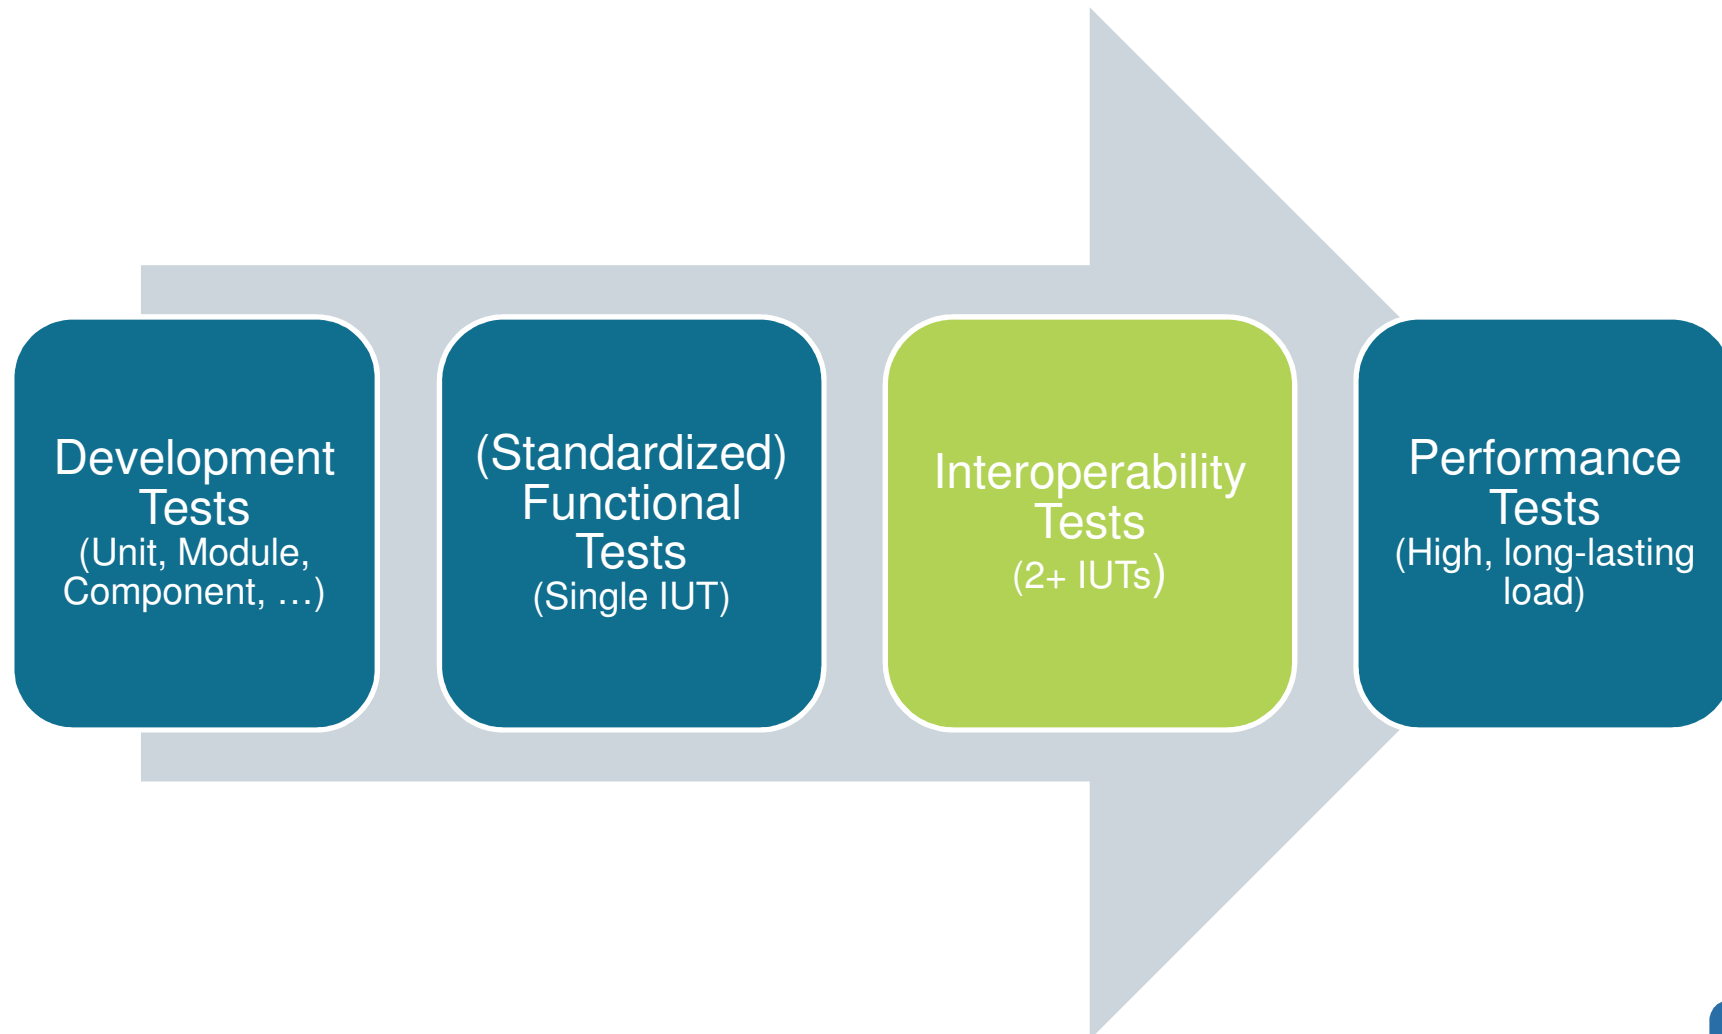 Development
Tests
(Unit, Module,
Component, …)
(Standardized)
Functional
Tests
(Single IUT)
Interoperability
Tests
(2+ IUTs)
Performance
Tests
(High, long-lasting
load)